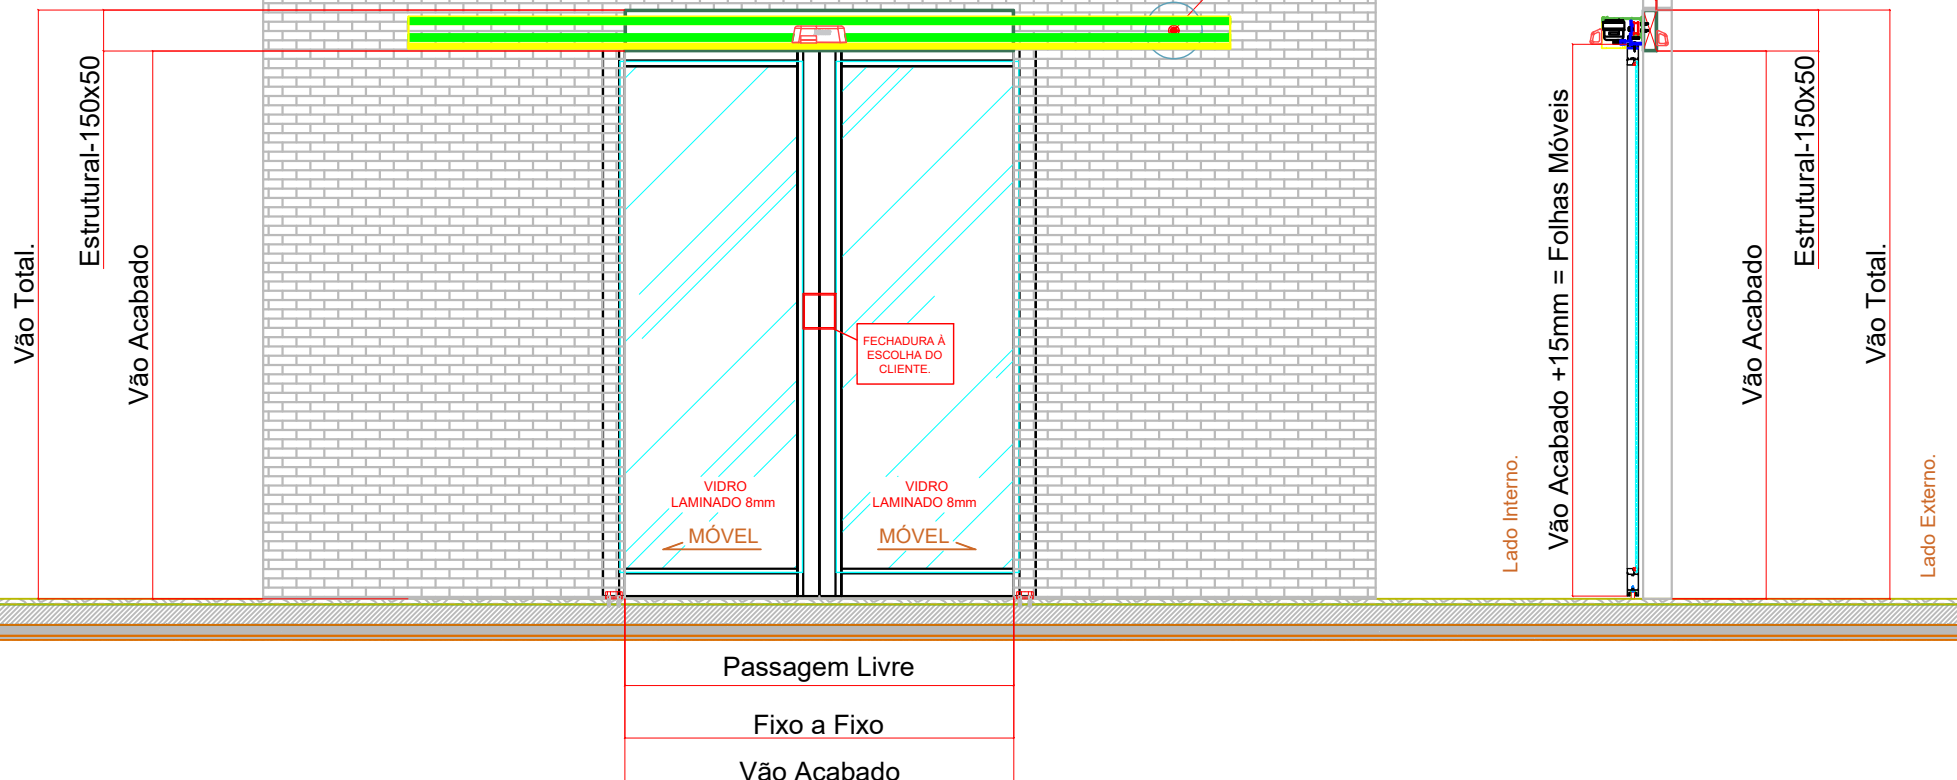 Vão Total.
Estrutural-150x50
Vão Acabado
FECHADURA À
ESCOLHA DO
CLIENTE.
VIDRO
LAMINADO 8mm
MÓVEL
VIDRO
LAMINADO 8mm
MÓVEL
Passagem Livre
Fixo a Fixo
Vão Acabado
Lado Interno.
Vão Acabado +15mm = Folhas Móveis
Vão Acabado
Estrutural-150x50
Vão Total.
Lado Externo.